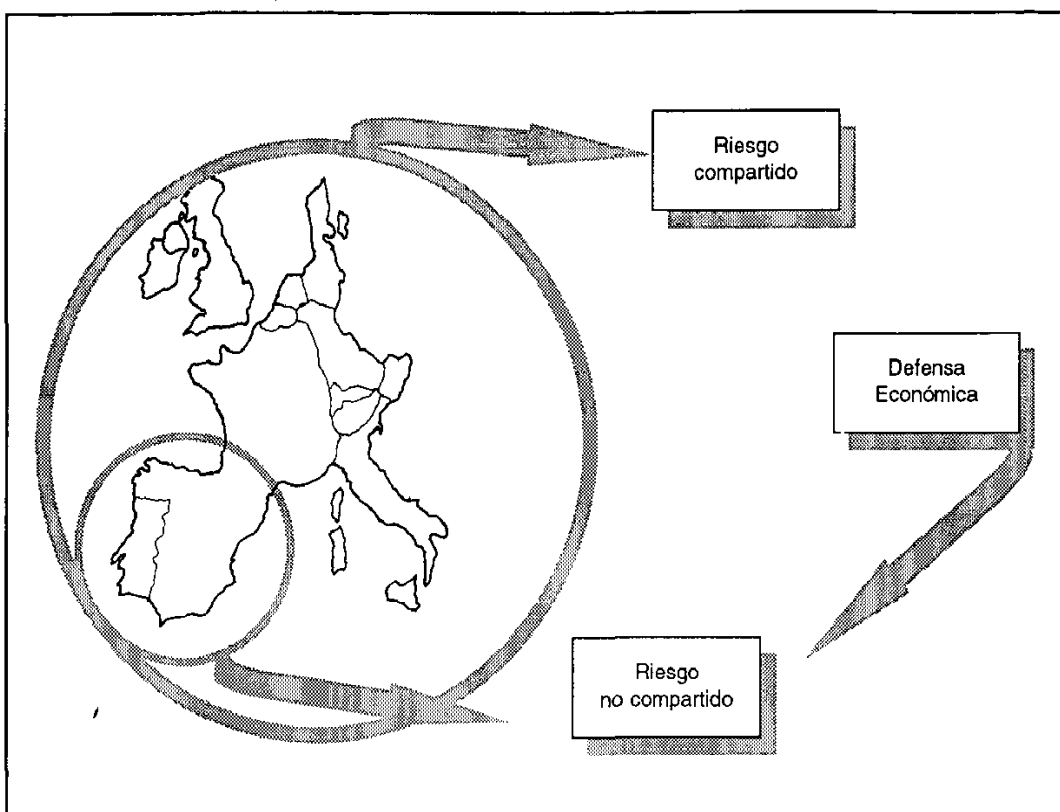 Riesgo
compartido
Defensa
Económica
Riesgo
no compartido